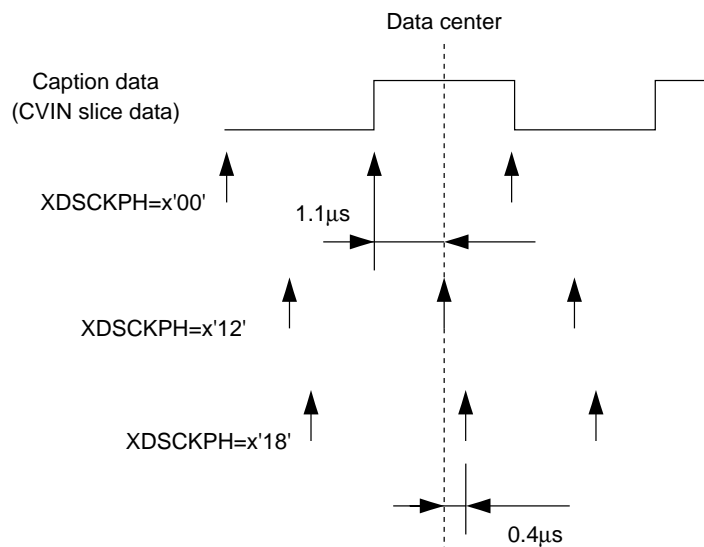 Data center
Caption data
(CVIN slice data)
XDSCKPH=x'00'
1.1μs
XDSCKPH=x'12'
XDSCKPH=x'18'
0.4μs